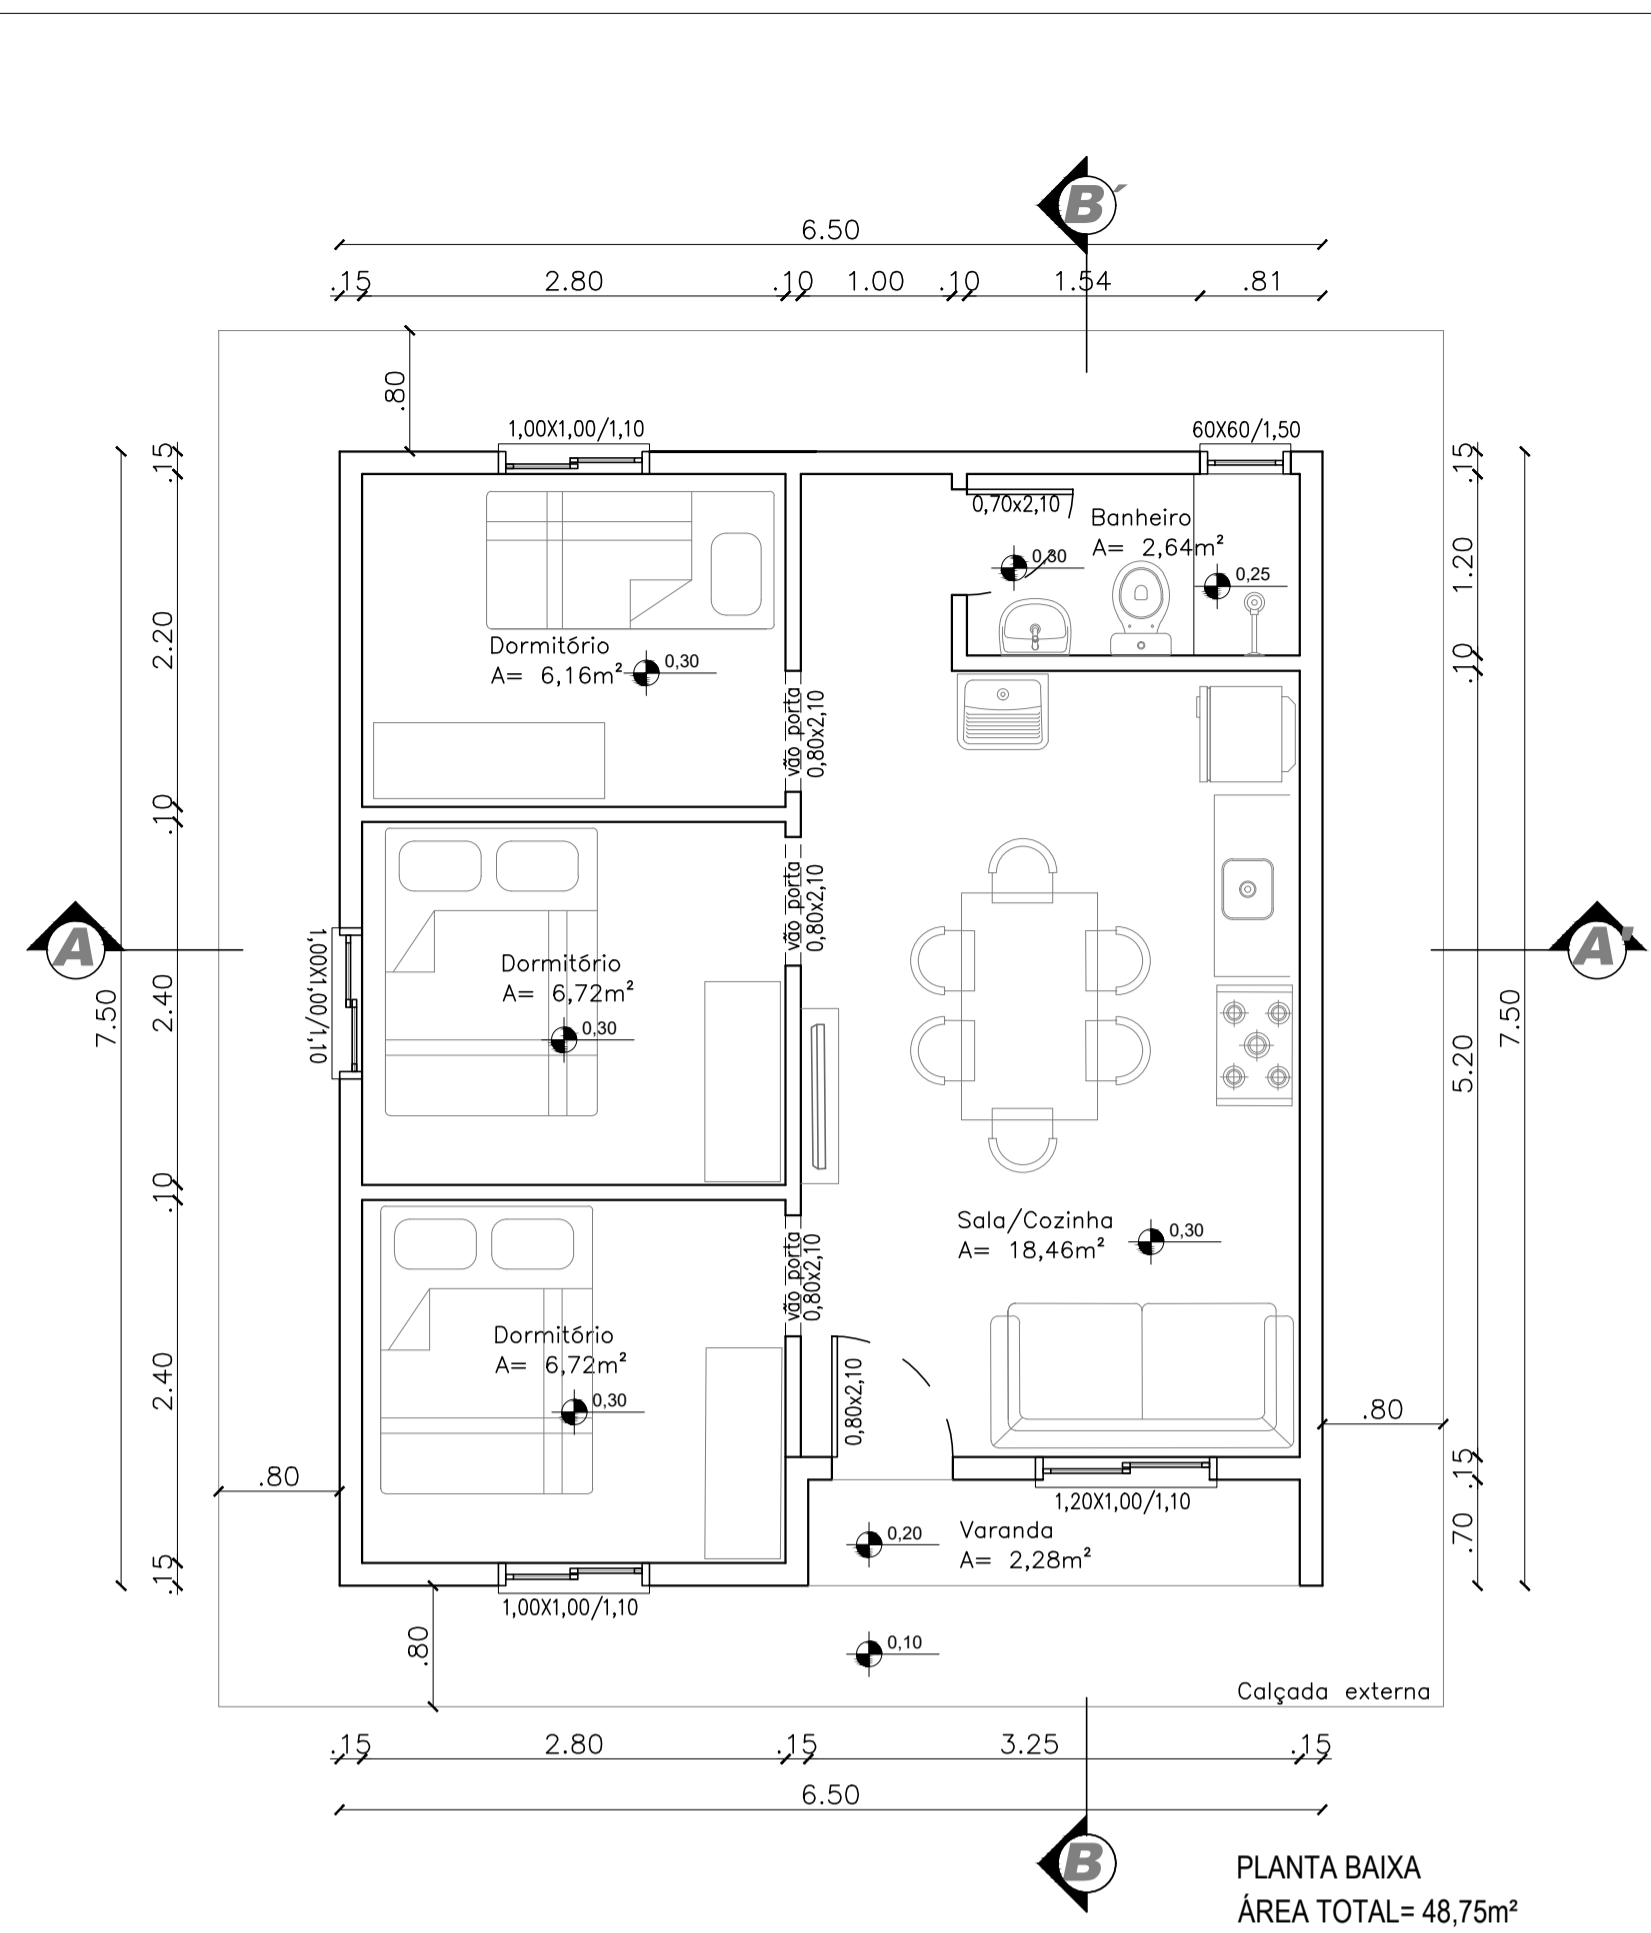 B´
6.50
.15 2.80 .10 1.00 .10 1.54 .81
.80
1,00X1,00/1,10
60X60/1,50
.15
.15
0,70x2,10
Banheiro
A= 2,64m²
0,30
0,25
1.20
2.20
Dormitório
A= 6,16m²
0,30
.10
vão porta
0,80x2,10
.10
vão porta
0,80x2,10
A
A'
1,00X1,00/1,10
Dormitório
A= 6,72m²
0,30
2.40
7.50
7.50
5.20
.10
Sala/Cozinha
A= 18,46m²
0,30
vão porta
0,80x2,10
Dormitório
A= 6,72m²
0,30
2.40
0,80x2,10
.80
.80
.15
1,20X1,00/1,10
.70
0,20
Varanda
A= 2,28m²
.15
1,00X1,00/1,10
.80
0,10
Calçada externa
.15 2.80 .15 3.25 .15
6.50
B
PLANTA BAIXA
ÁREA TOTAL= 48,75m²